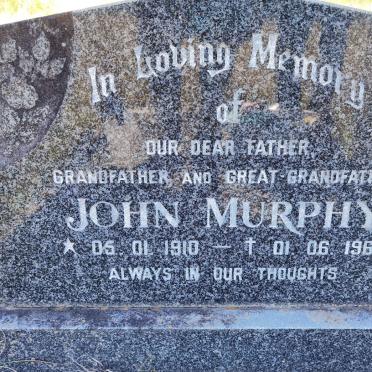 In Loving Memory
of
OUR DEAR FATHER,
GRANDFATHER, AND GREAT-GRANDFAT
JOHN MURPHY
★ 05. 01. 1910 — † 01. 06. 196
ALWAYS IN OUR THOUGHTS